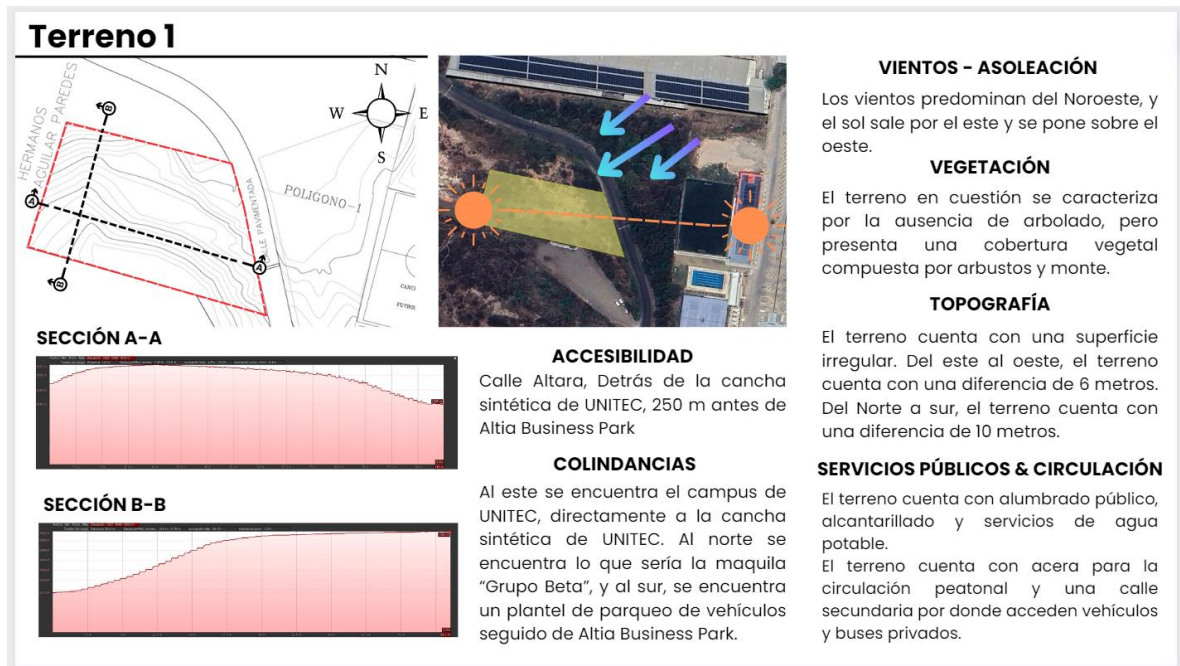 Terreno 1
HERMANOS
AGUILAR PAREDES
B
N
W
E
S
A
POLIGONO-I
CALLE PAVIMENTADA
A
B
CANC
FUTBO
SECCIÓN A-A
SECCIÓN B-B
ACCESIBILIDAD
Calle Altara, Detrás de la cancha
sintética de UNITEC, 250 m antes de
Altia Business Park
COLINDANCIAS
Al este se encuentra el campus de
UNITEC, directamente a la cancha
sintética de UNITEC. Al norte se
encuentra lo que sería la maquila
“Grupo Beta”, y al sur, se encuentra
un plantel de parqueo de vehículos
seguido de Altia Business Park.
VIENTOS - ASOLEACIÓN
Los vientos predominan del Noroeste, y
el sol sale por el este y se pone sobre el
oeste.
VEGETACIÓN
El terreno en cuestión se caracteriza
por la ausencia de arbolado, pero
presenta una cobertura vegetal
compuesta por arbustos y monte.
TOPOGRAFÍA
El terreno cuenta con una superficie
irregular. Del este al oeste, el terreno
cuenta con una diferencia de 6 metros.
Del Norte a sur, el terreno cuenta con
una diferencia de 10 metros.
SERVICIOS PÚBLICOS & CIRCULACIÓN
El terreno cuenta con alumbrado público,
alcantarillado y servicios de agua
potable.
El terreno cuenta con acera para la
circulación peatonal y una calle
secundaria por donde acceden vehículos
y buses privados.